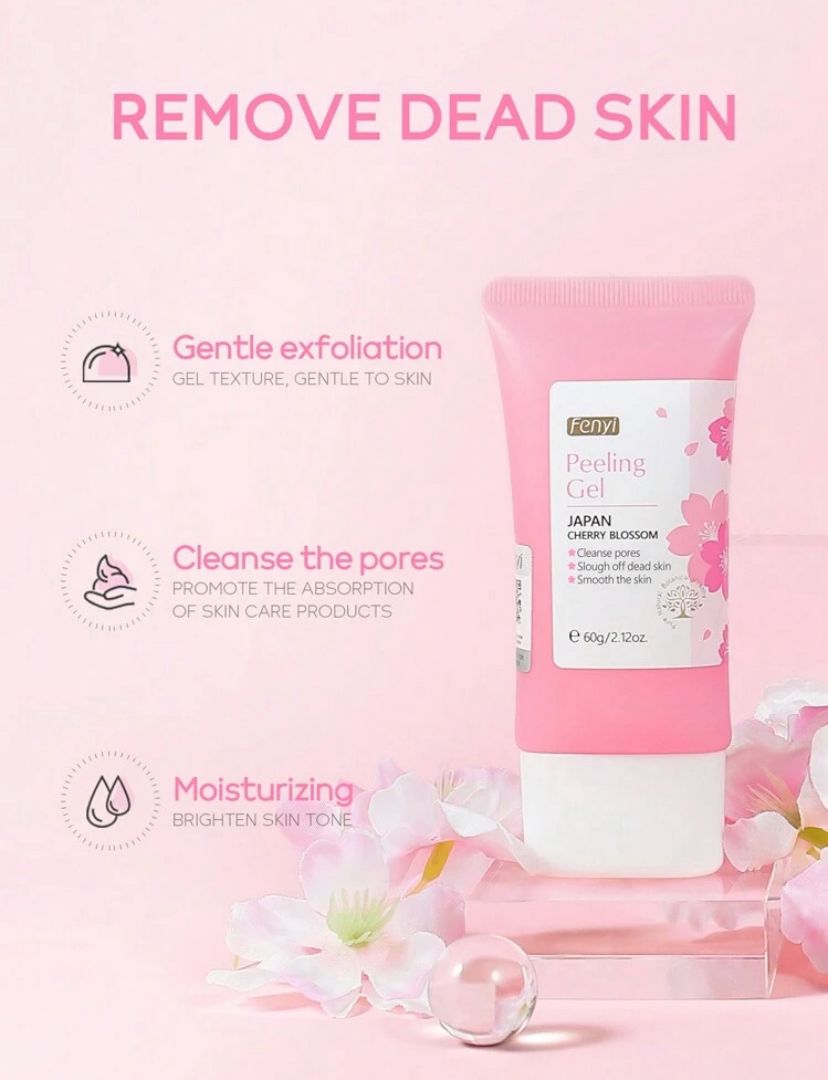 REMOVE DEAD SKIN
Gentle exfoliation
GEL TEXTURE, GENTLE TO SKIN
Cleanse the pores
PROMOTE THE ABSORPTION
OF SKIN CARE PRODUCTS
Moisturizing
BRIGHTEN SKIN TONE
Fenyi
Peeling
Gel
JAPAN
CHERRY BLOSSOM
Cleanse pores
Slough off dead skin
Smooth the skin
℮ 60g/2.12oz.